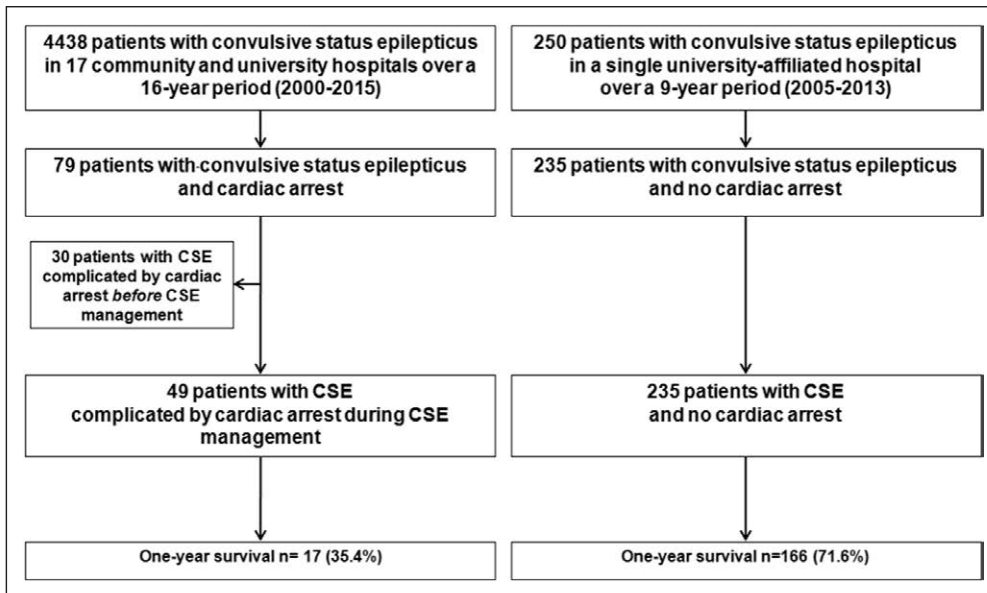 4438 patients with convulsive status epilepticus
in 17 community and university hospitals over a
16-year period (2000-2015)
250 patients with convulsive status epilepticus
in a single university-affiliated hospital
over a 9-year period (2005-2013)
79 patients with convulsive status epilepticus
and cardiac arrest
235 patients with convulsive status epilepticus
and no cardiac arrest
30 patients with CSE
complicated by cardiac
arrest before CSE
management
49 patients with CSE
complicated by cardiac arrest during CSE
management
235 patients with CSE
and no cardiac arrest
One-year survival n= 17 (35.4%)
One-year survival n=166 (71.6%)